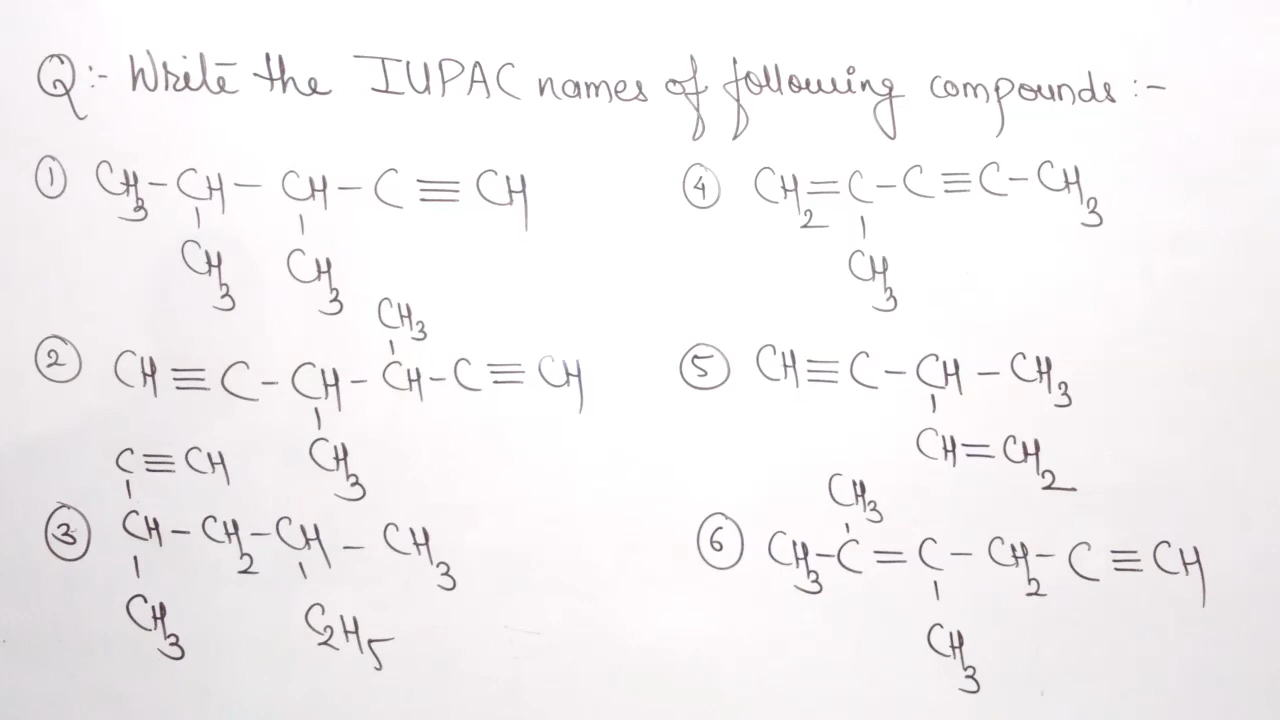 Q:- Write the IUPAC names of following compounds :-
① CH₃-CH-CH-C≡CH
CH₃ CH₃
② CH≡C-CH-CH-C≡CH
CH₃
CH₃
③ CH-CH₂-CH-CH₃
C≡CH
CH₃ C₂H₅
④ CH₂=C-C≡C-CH₃
CH₃
⑤ CH≡C-CH-CH₃
CH=CH₂
⑥ CH₃-C=C-CH₂-C≡CH
CH₃
CH₃